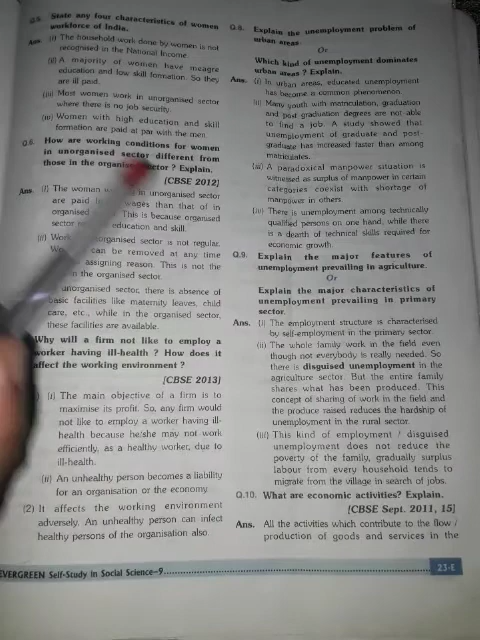 Q.5. State any four characteristics of women
workforce of India.
Ans. (i) The household work done by women is not
recognised in the National Income.
(ii) A majority of women have meagre
education and low skill formation. So they
are ill paid.
(iii) Most women work in unorganised sector
where there is no job security.
(iv) Women with high education and skill
formation are paid at par with the men.
Q.6. How are working conditions for women
in unorganised sector different from
those in the organised sector ? Explain.
[CBSE 2012]
Ans. (i) The women in unorganised sector
are paid wages than that of in
organised This is because organised
sector education and skill.
(ii) organised sector is not regular.
can be removed at any time
assigning reason. This is not the
n the organised sector.
unorganised sector, there is absence of
basic facilities like maternity leaves, child
care, etc., while in the organised sector,
these facilities are available.
Why will a firm not like to employ a
worker having ill-health ? How does it
affect the working environment ?
[CBSE 2013]
) (i) The main objective of a firm is to
maximise its profit. So, any firm would
not like to employ a worker having ill-
health because he/she may not work
efficiently, as a healthy worker, due to
ill-health.
(ii) An unhealthy person becomes a liability
for an organisation or the economy
(2) It affects the working environment
adversely. An unhealthy person can infect
healthy persons of the organisation also.
Q.8. Explain the unemployment problem of
urban areas.
Or
Which kind of unemployment dominates
urban areas ? Explain.
Ans. (i) In urban areas, educated unemployment
has become a common phenomenon.
(ii) Many youth with matriculation, graduation
and post graduation degrees are not able
to find a job. A study showed that
unemployment of graduate and post-
graduate has increased faster than among
matriculates.
(iii) A paradoxical manpower situation is
witnessed as surplus of manpower in certain
categories coexist with shortage of
manpower in others.
(iv) There is unemployment among technically
qualified persons on one hand, while there
is a dearth of technical skills required for
economic growth.
Q.9. Explain the major features of
unemployment prevailing in agriculture.
Or
Explain the major characteristics of
unemployment prevailing in primary
sector.
Ans. (i) The employment structure is characterised
by self-employment in the primary sector.
(ii) The whole family work in the field even
though not everybody is really needed. So
there is disguised unemployment in the
agriculture sector. But the entire family
shares what has been produced. This
concept of sharing of work in the field and
the produce raised reduces the hardship of
unemployment in the rural sector.
(iii) This kind of employment / disguised
unemployment does not reduce the
poverty of the family, gradually surplus
labour from every household tends to
migrate from the village in search of jobs.
Q.10. What are economic activities? Explain.
[CBSE Sept. 2011, 15]
Ans. All the activities which contribute to the flow /
production of goods and services in the
EVERGREEN Self-Study in Social Science-9
23-E